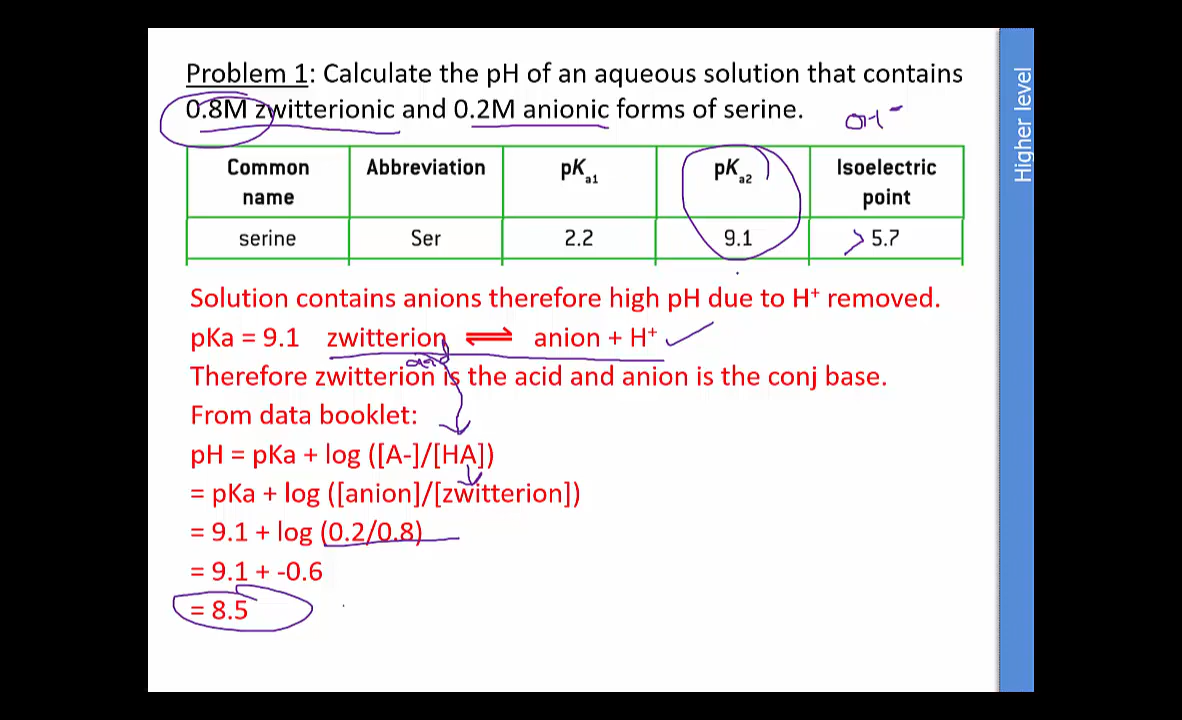 Problem 1: Calculate the pH of an aqueous solution that contains
0.8M zwitterionic and 0.2M anionic forms of serine.
OH⁻
Common name Abbreviation pKa1 pKa2 Isoelectric point
serine Ser 2.2 9.1 > 5.7
Solution contains anions therefore high pH due to H⁺ removed.
pKa = 9.1 zwitterion ⇌ anion + H⁺ ✓
acid
Therefore zwitterion is the acid and anion is the conj base.
From data booklet:
pH = pKa + log ([A-]/[HA])
= pKa + log ([anion]/[zwitterion])
= 9.1 + log (0.2/0.8)
= 9.1 + -0.6
= 8.5
Higher level